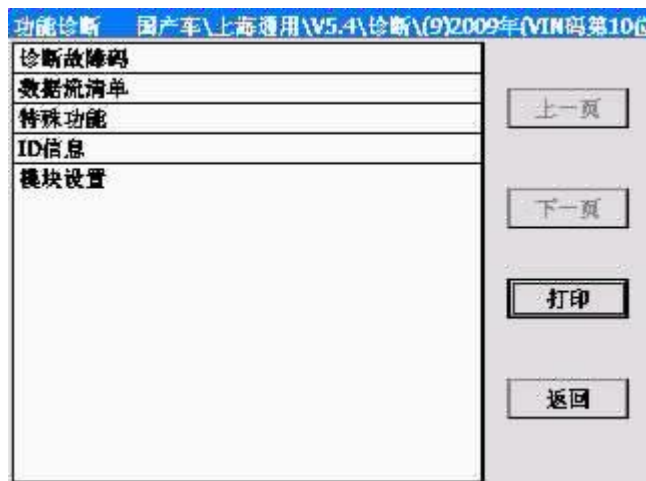 功能诊断 国产车\上海通用\V5.4\诊断\(9)2009年(VIN码第10位
诊断故障码
数据流清单
特殊功能
ID信息
模块设置
上一页
下一页
打印
返回